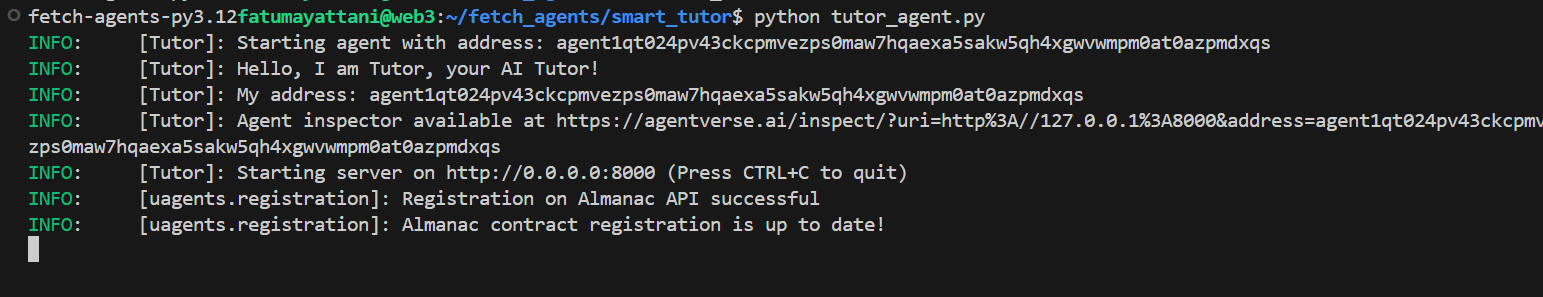 fetch-agents-py3.12fatumayattani@web3:~/fetch_agents/smart_tutor$ python tutor_agent.py
INFO:     [Tutor]: Starting agent with address: agent1qt024pv43ckcpmvezps0maw7hqaexa5sakw5qh4xgwvwmpm0at0azpmdxqs
INFO:     [Tutor]: Hello, I am Tutor, your AI Tutor!
INFO:     [Tutor]: My address: agent1qt024pv43ckcpmvezps0maw7hqaexa5sakw5qh4xgwvwmpm0at0azpmdxqs
INFO:     [Tutor]: Agent inspector available at https://agentverse.ai/inspect/?uri=http%3A//127.0.0.1%3A8000&address=agent1qt024pv43ckcpmv
zps0maw7hqaexa5sakw5qh4xgwvwmpm0at0azpmdxqs
INFO:     [Tutor]: Starting server on http://0.0.0.0:8000 (Press CTRL+C to quit)
INFO:     [uagents.registration]: Registration on Almanac API successful
INFO:     [uagents.registration]: Almanac contract registration is up to date!